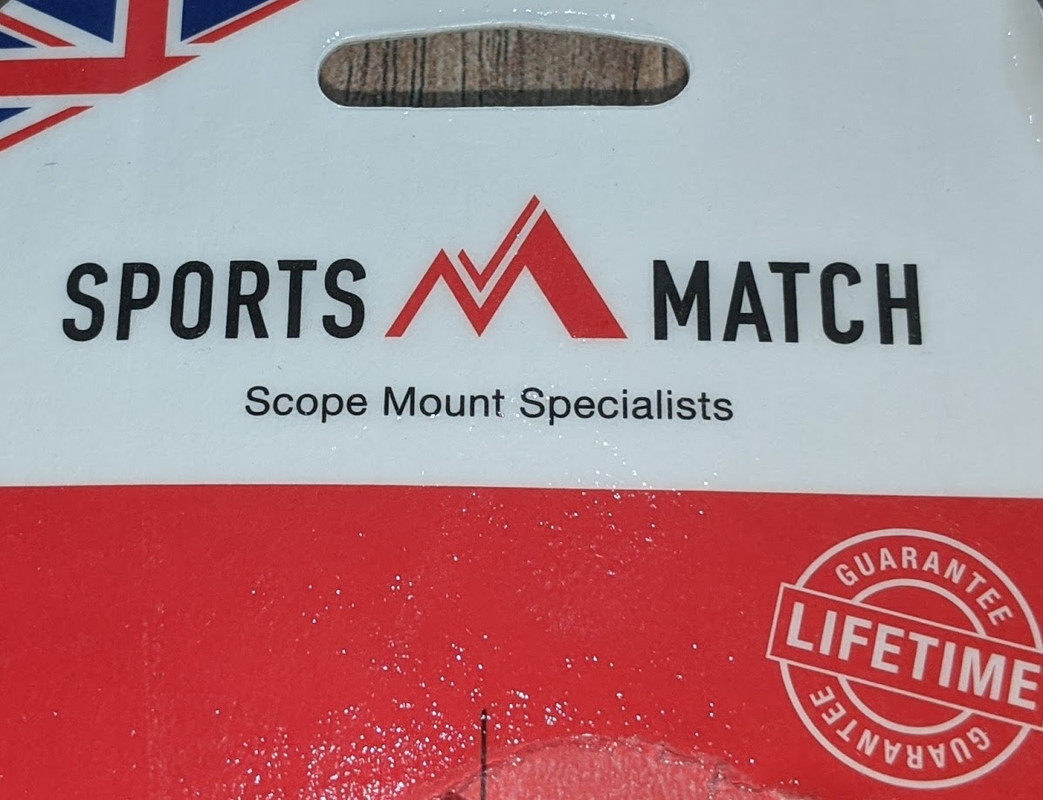 SPORTS MATCH
Scope Mount Specialists
GUARANTEE
LIFETIME
GUARANTEE